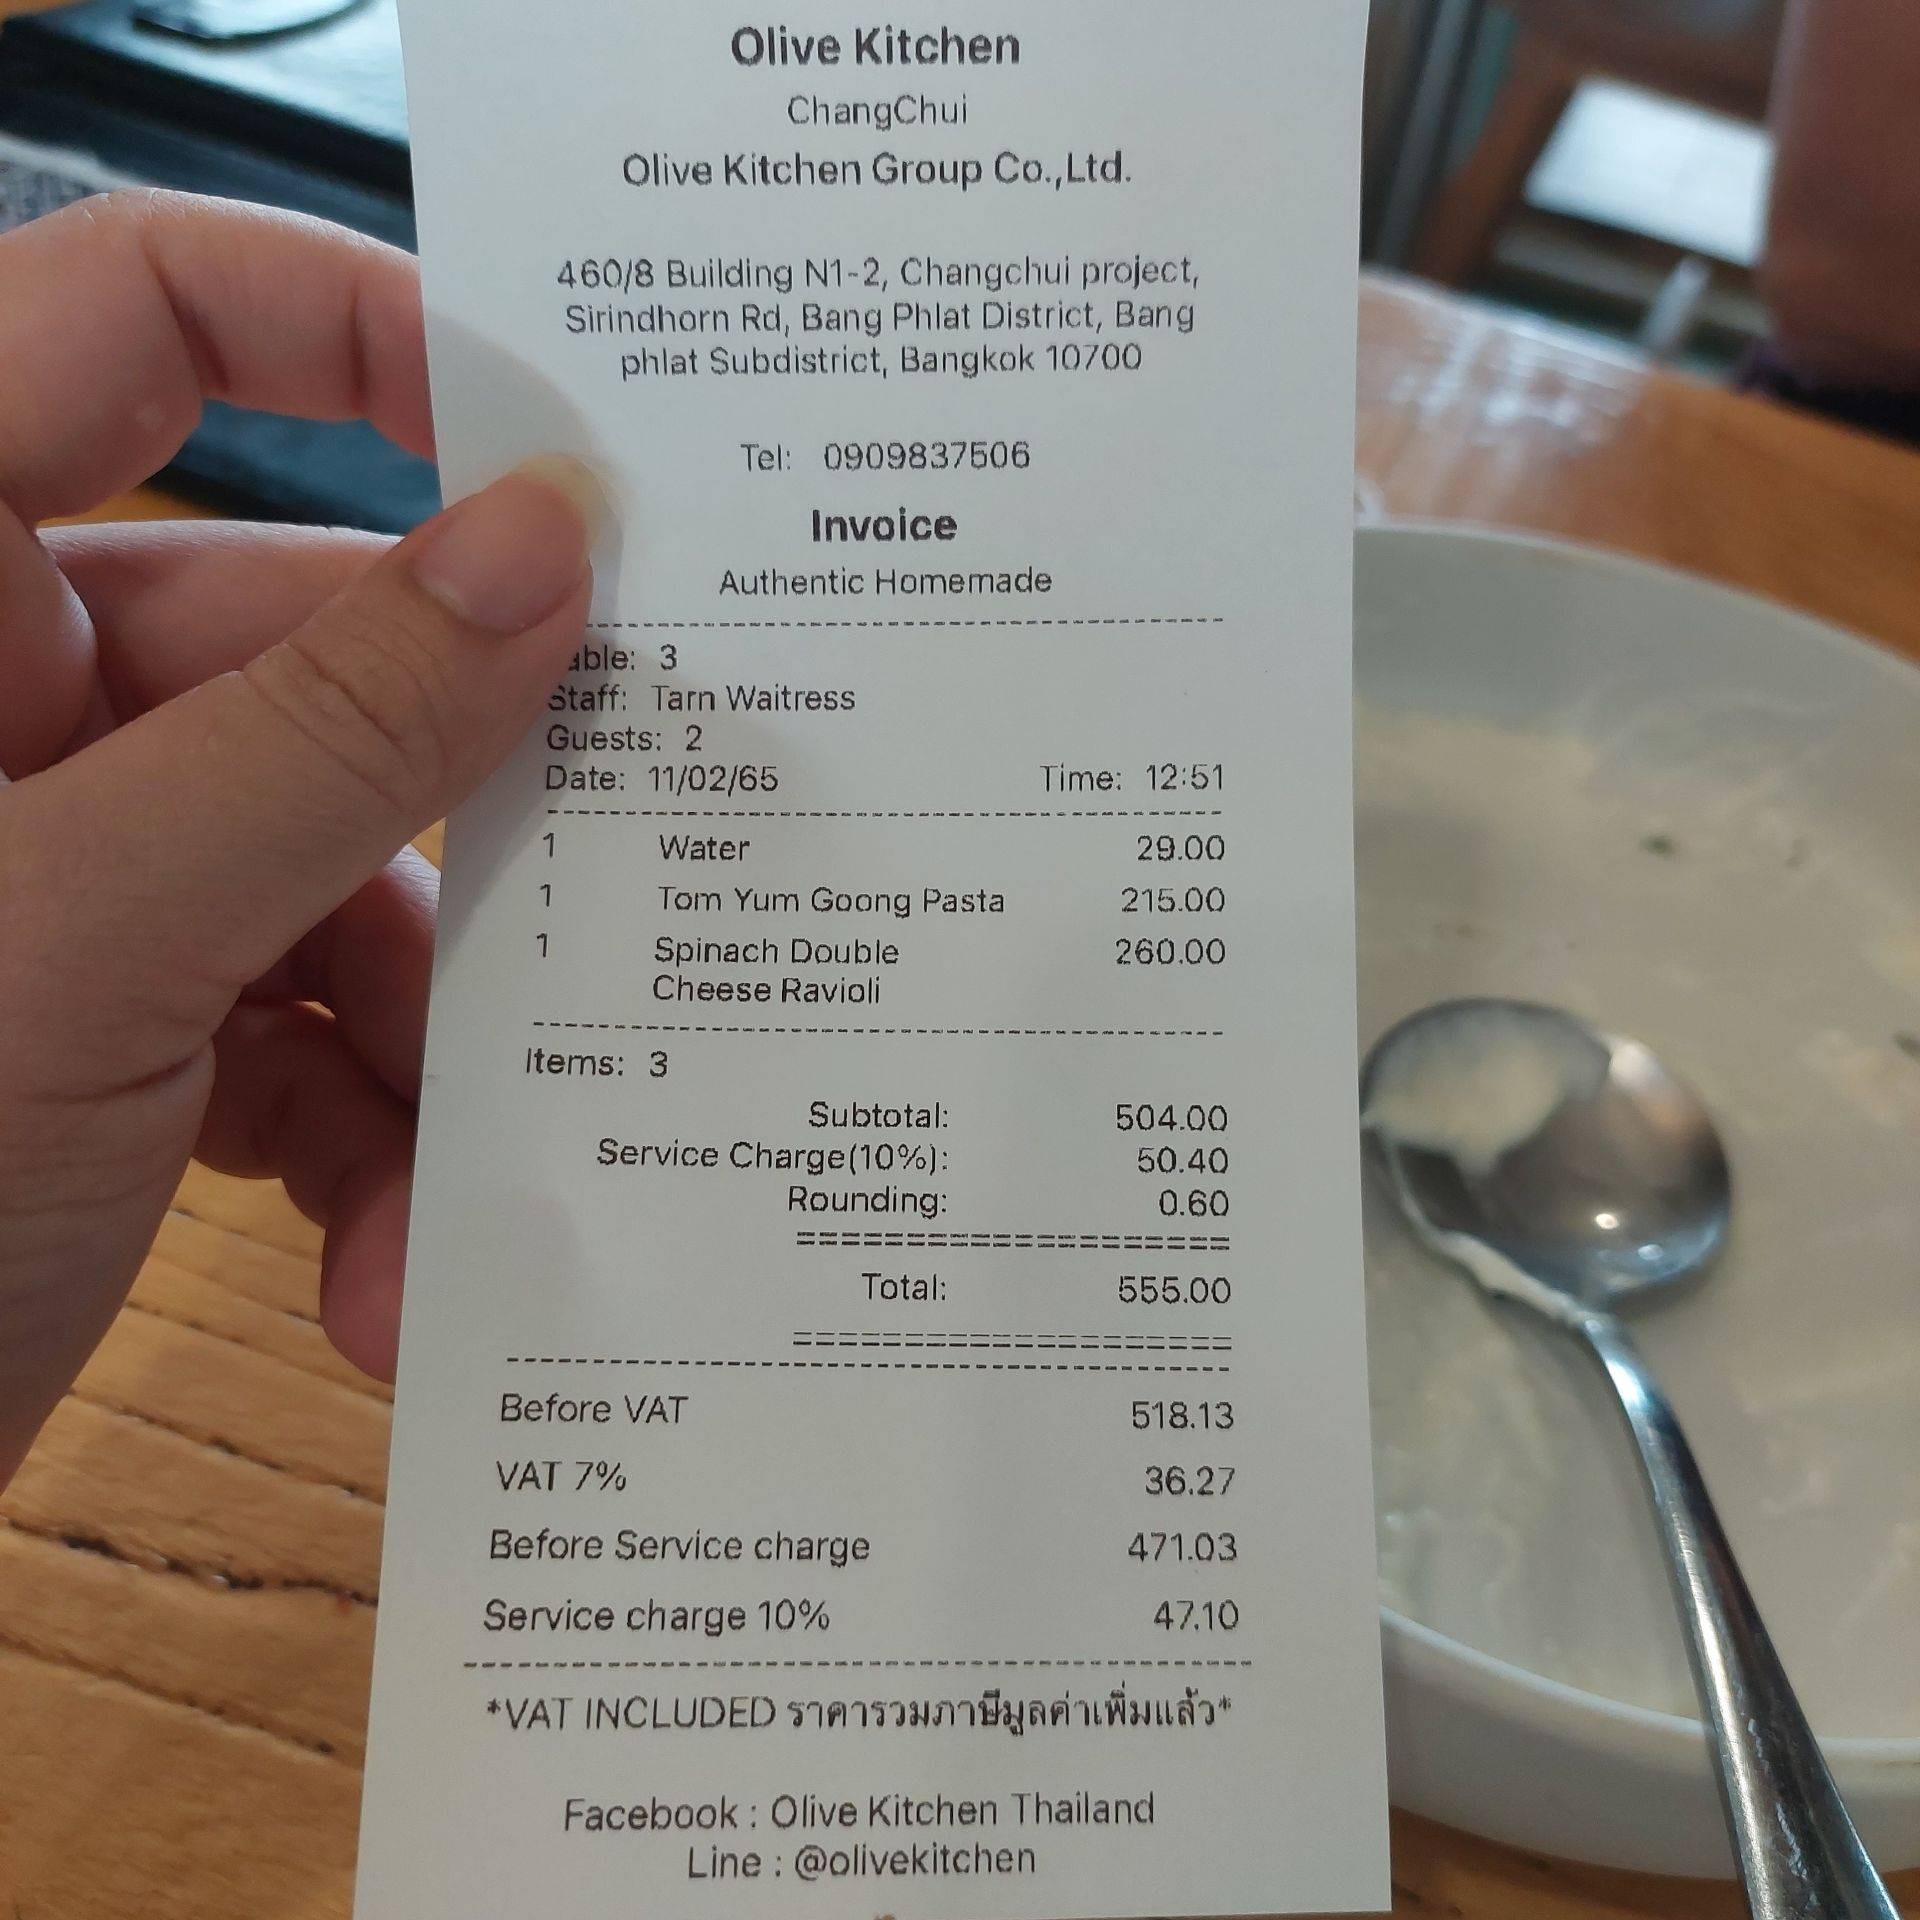 Olive Kitchen
ChangChui
Olive Kitchen Group Co.,Ltd.
460/8 Building N1-2, Changchui project,
Sirindhorn Rd, Bang Phlat District, Bang
phlat Subdistrict, Bangkok 10700
Tel: 0909837506
Invoice
Authentic Homemade
able: 3
Staff: Tarn Waitress
Guests: 2
Date: 11/02/65 Time: 12:51
1 Water 29.00
1 Tom Yum Goong Pasta 215.00
1 Spinach Double 260.00
Cheese Ravioli
Items: 3
Subtotal: 504.00
Service Charge(10%): 50.40
Rounding: 0.60
Total: 555.00
Before VAT 518.13
VAT 7% 36.27
Before Service charge 471.03
Service charge 10% 47.10
*VAT INCLUDED ราคารวมภาษีมูลค่าเพิ่มแล้ว*
Facebook : Olive Kitchen Thailand
Line : @olivekitchen